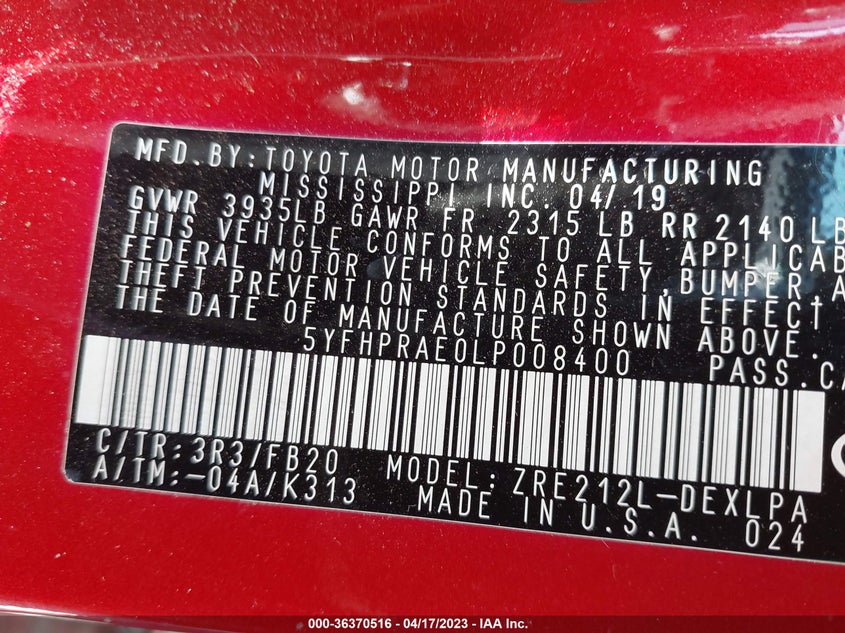 MFD.BY:TOYOTA MOTOR MANUFACTURING
MISSISSIPPI INC. 04/19
GVWR 3935LB GAWR FR 2315 LB RR 2140 LB
THIS VEHICLE CONFORMS TO ALL APPLICAB
FEDERAL MOTOR VEHICLE SAFETY,BUMPER,A
THEFT PREVENTION STANDARDS IN EFFECT
THE DATE OF MANUFACTURE SHOWN ABOVE.
5YFHPRAE0LP008400 PASS.CA
C/TR:3R3/FB20 MODEL:ZRE212L-DEXLPA
A/TM:-04A/K313 MADE IN U.S.A. 024
000-36370516 - 04/17/2023 - IAA Inc.